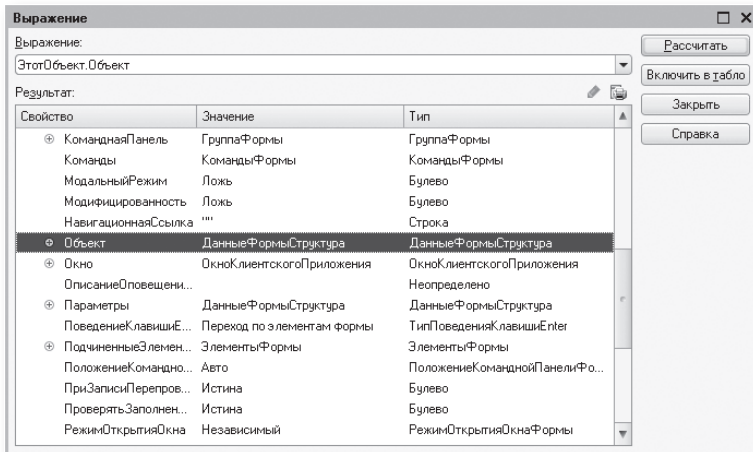 Выражение
Выражение:
ЭтотОбъект.Объект
Рассчитать
Включить в табло
Закрыть
Справка
Результат:
Свойство Значение Тип
КоманднаяПанель ГруппаФормы ГруппаФормы
Команды КомандыФормы КомандыФормы
МодальныйРежим Ложь Булево
Модифицированность Ложь Булево
НавигационнаяСсылка "" Строка
Объект ДанныеФормыСтруктура ДанныеФормыСтруктура
Окно ОкноКлиентскогоПриложения ОкноКлиентскогоПриложения
ОписаниеОповещени... Неопределено
Параметры ДанныеФормыСтруктура ДанныеФормыСтруктура
ПоведениеКлавишиE... Переход по элементам формы ТипПоведенияКлавишиEnter
ПодчиненныеЭлемен... ЭлементыФормы ЭлементыФормы
ПоложениеКомандно... Авто ПоложениеКоманднойПанелиФо...
ПриЗаписиПерепров... Истина Булево
ПроверятьЗаполнен... Истина Булево
РежимОткрытияОкна Независимый РежимОткрытияОкнаФормы